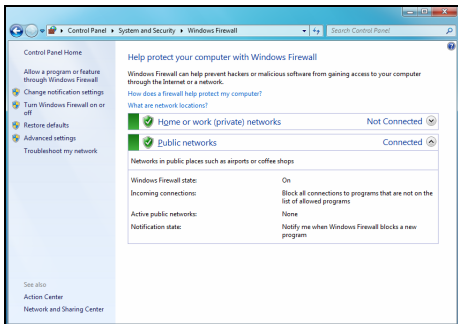 Control Panel ▸ System and Security ▸ Windows Firewall
Search Control Panel
Control Panel Home
Allow a program or feature
through Windows Firewall
Change notification settings
Turn Windows Firewall on or
off
Restore defaults
Advanced settings
Troubleshoot my network
See also
Action Center
Network and Sharing Center
Help protect your computer with Windows Firewall
Windows Firewall can help prevent hackers or malicious software from gaining access to your computer
through the Internet or a network.
How does a firewall help protect my computer?
What are network locations?
Home or work (private) networks Not Connected
Public networks Connected
Networks in public places such as airports or coffee shops
Windows Firewall state: On
Incoming connections: Block all connections to programs that are not on the
list of allowed programs
Active public networks: None
Notification state: Notify me when Windows Firewall blocks a new
program